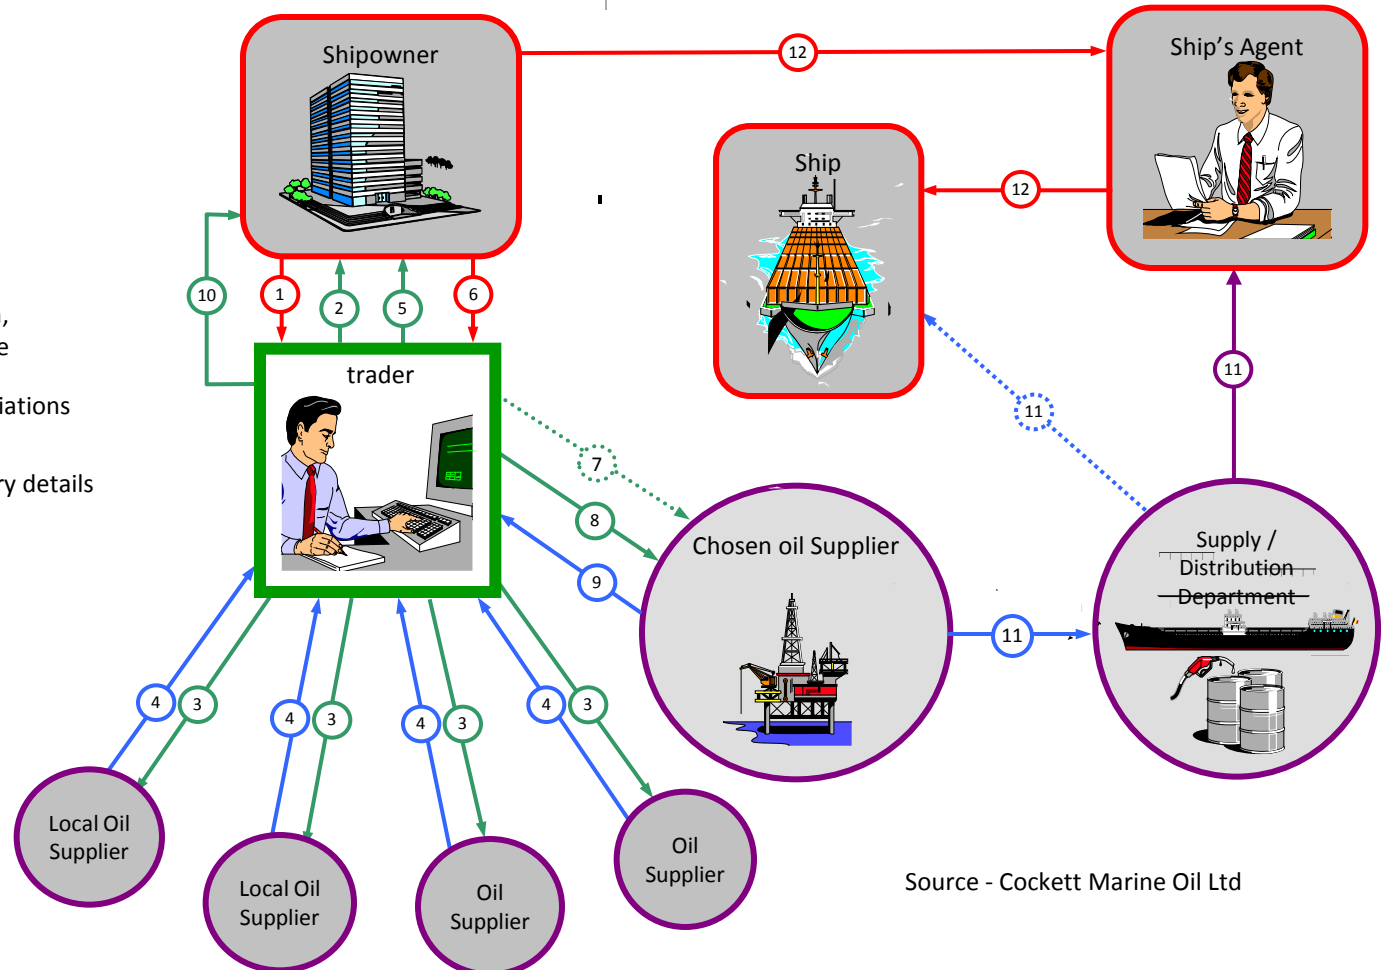 Shipowner
12
Ship's Agent
Ship
12
10
1
2
5
6
trader
iations
ry details
7
8
9
11
11
Chosen oil Supplier
Supply /
Distribution
Department
11
4
3
4
3
4
3
4
3
Local Oil
Supplier
Local Oil
Supplier
Oil
Supplier
Oil
Supplier
Source - Cockett Marine Oil Ltd